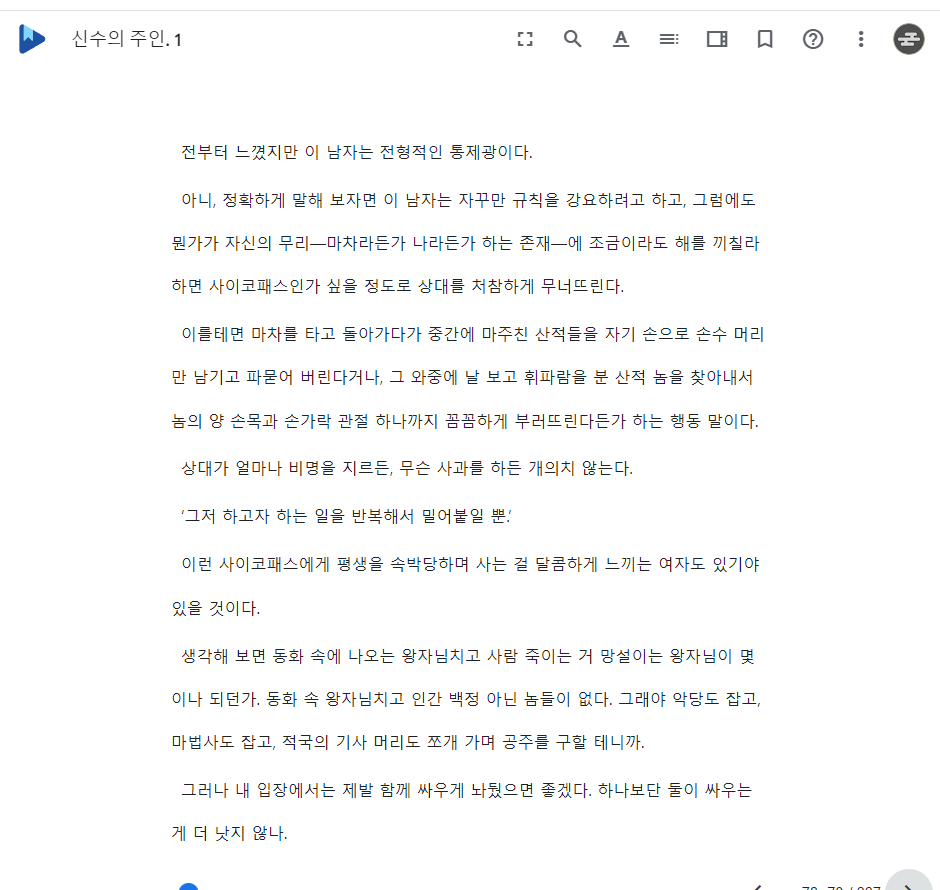 신수의 주인. 1
전부터 느꼈지만 이 남자는 전형적인 통제광이다.
아니, 정확하게 말해 보자면 이 남자는 자꾸만 규칙을 강요하려고 하고, 그럼에도
뭔가가 자신의 무리—마차라든가 나라든가 하는 존재—에 조금이라도 해를 끼칠라
하면 사이코패스인가 싶을 정도로 상대를 처참하게 무너뜨린다.
이를테면 마차를 타고 돌아가다가 중간에 마주친 산적들을 자기 손으로 손수 머리
만 남기고 파묻어 버린다거나, 그 와중에 날 보고 휘파람을 분 산적 놈을 찾아내서
놈의 양 손목과 손가락 관절 하나까지 꼼꼼하게 부러뜨린다든가 하는 행동 말이다.
상대가 얼마나 비명을 지르든, 무슨 사과를 하든 개의치 않는다.
‘그저 하고자 하는 일을 반복해서 밀어붙일 뿐.’
이런 사이코패스에게 평생을 속박당하며 사는 걸 달콤하게 느끼는 여자도 있기야
있을 것이다.
생각해 보면 동화 속에 나오는 왕자님치고 사람 죽이는 거 망설이는 왕자님이 몇
이나 되던가. 동화 속 왕자님치고 인간 백정 아닌 놈들이 없다. 그래야 악당도 잡고,
마법사도 잡고, 적국의 기사 머리도 쪼개 가며 공주를 구할 테니까.
그러나 내 입장에서는 제발 함께 싸우게 놔뒀으면 좋겠다. 하나보단 둘이 싸우는
게 더 낫지 않나.